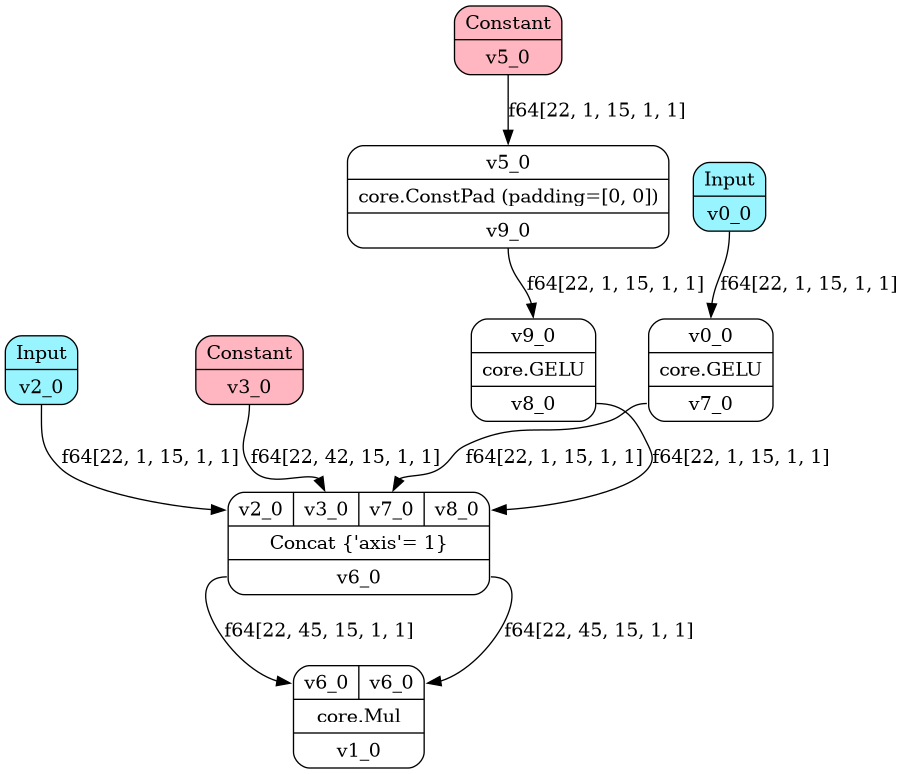 Constant
v5_0
f64[22, 1, 15, 1, 1]
v5_0
core.ConstPad (padding=[0, 0])
v9_0
Input
v0_0
f64[22, 1, 15, 1, 1]
f64[22, 1, 15, 1, 1]
Input
v2_0
Constant
v3_0
v9_0
core.GELU
v8_0
v0_0
core.GELU
v7_0
f64[22, 1, 15, 1, 1]
f64[22, 42, 15, 1, 1]
f64[22, 1, 15, 1, 1]
f64[22, 1, 15, 1, 1]
v2_0 v3_0 v7_0 v8_0
Concat {'axis'= 1}
v6_0
f64[22, 45, 15, 1, 1]
f64[22, 45, 15, 1, 1]
v6_0 v6_0
core.Mul
v1_0